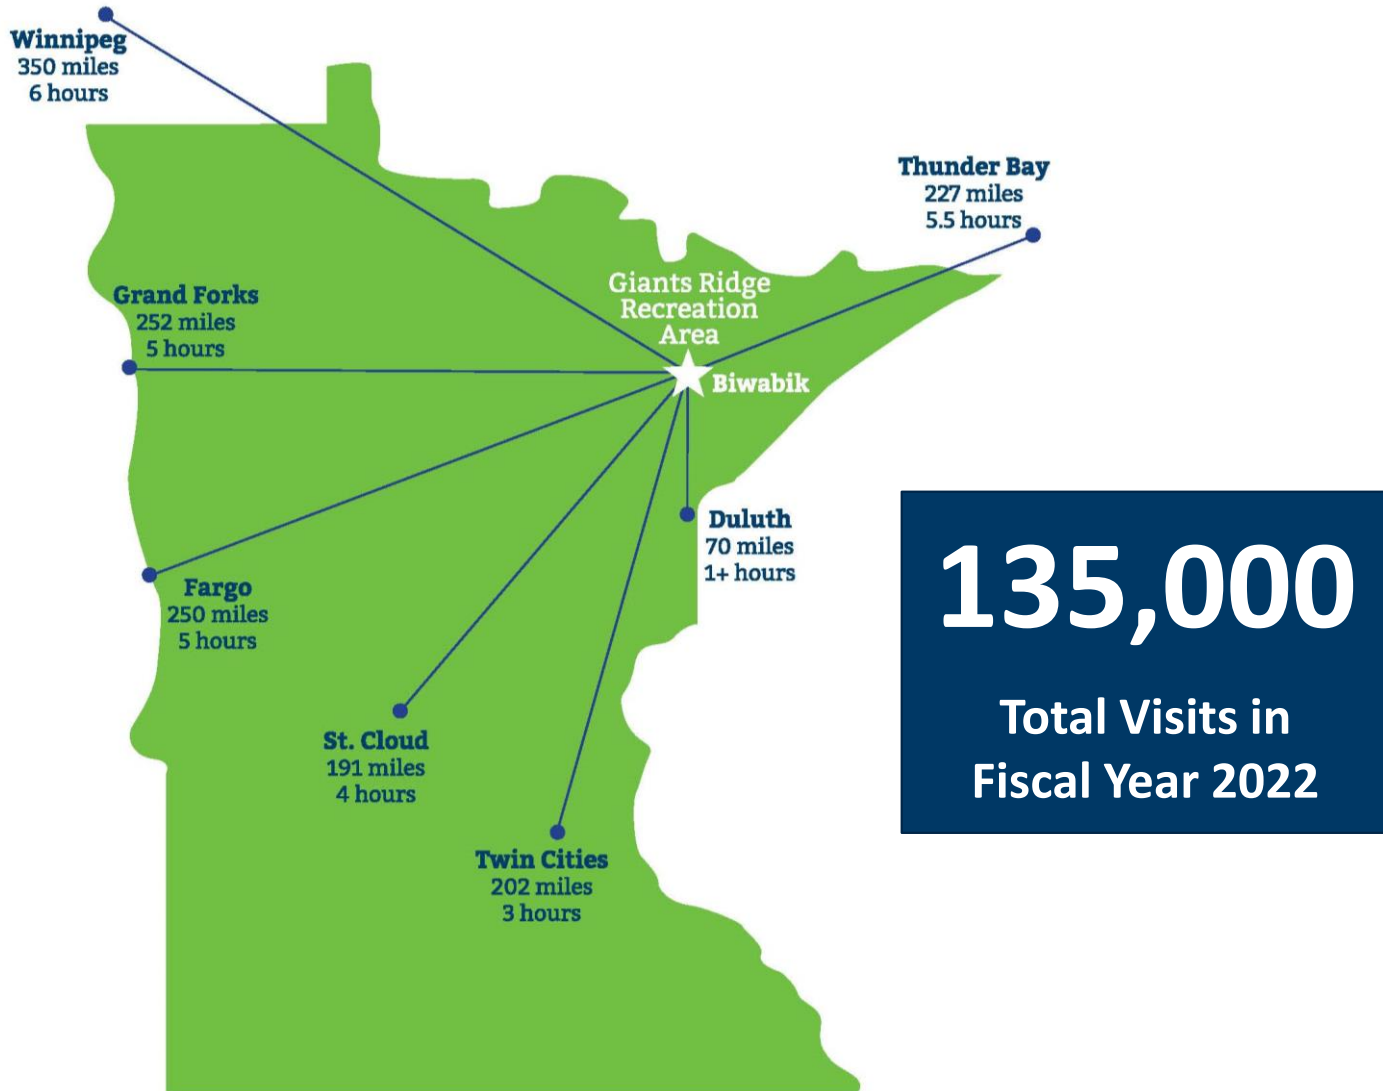 Winnipeg
350 miles
6 hours
Thunder Bay
227 miles
5.5 hours
Giants Ridge
Recreation
Area
Biwabik
Grand Forks
252 miles
5 hours
Duluth
70 miles
1+ hours
Fargo
250 miles
5 hours
St. Cloud
191 miles
4 hours
Twin Cities
202 miles
3 hours
135,000
Total Visits in
Fiscal Year 2022